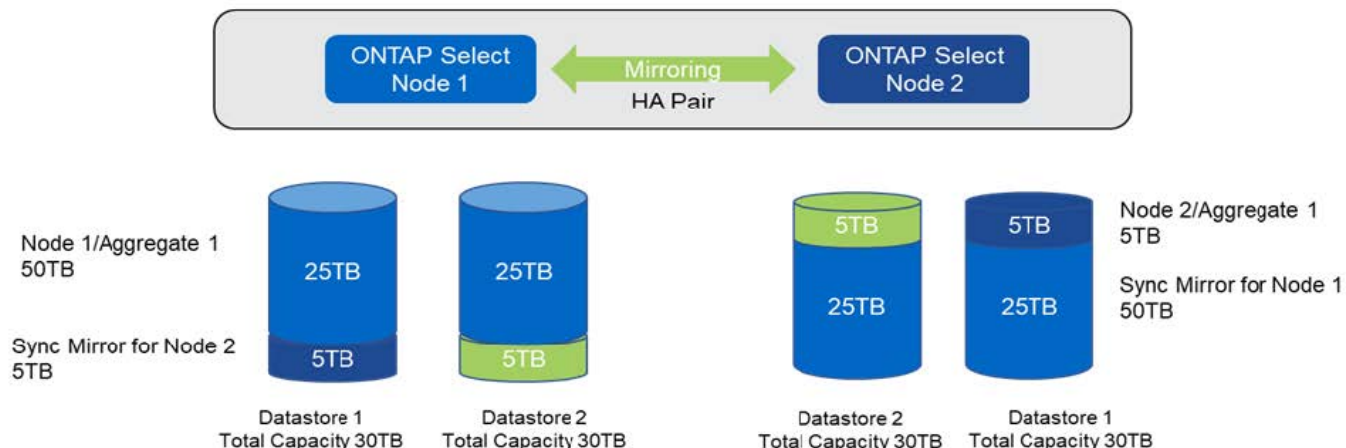 ONTAP Select
Node 1
Mirroring
HA Pair
ONTAP Select
Node 2
Node 1/Aggregate 1
50TB
25TB
25TB
Sync Mirror for Node 2
5TB
5TB
5TB
Datastore 1
Total Capacity 30TB
Datastore 2
Total Capacity 30TB
5TB
5TB
Node 2/Aggregate 1
5TB
25TB
25TB
Sync Mirror for Node 1
50TB
Datastore 2
Total Capacity 30TB
Datastore 1
Total Capacity 30TB